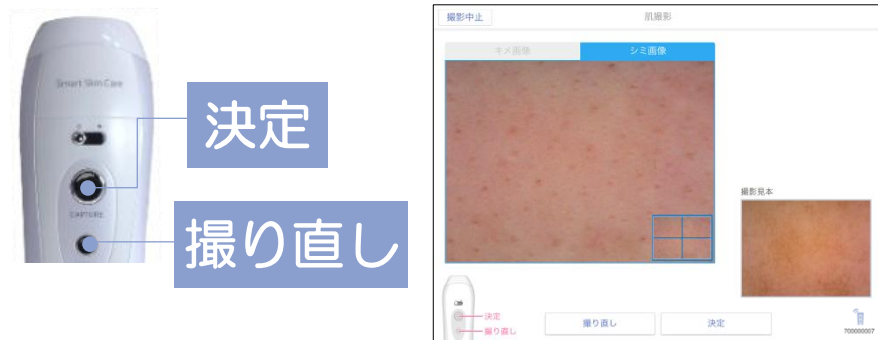 Smart Skin Care
決定
CAPTURE
撮り直し
撮影中止
肌撮影
キメ画像
シミ画像
撮影見本
決定
撮り直し
撮り直し
決定
700000007